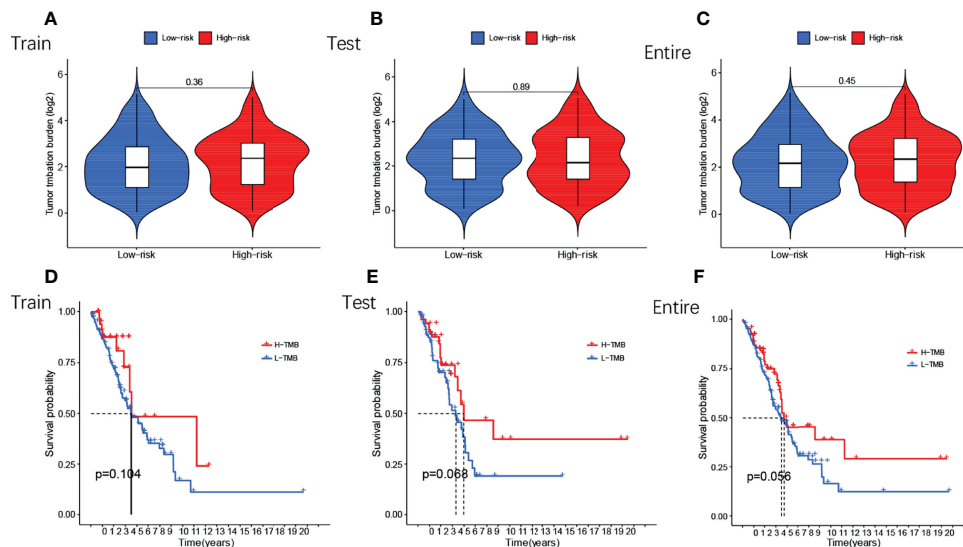 A
Train
Low-risk High-risk
0.36
6
4
2
0
Tumor tmbation burden (log2)
Low-risk High-risk
B
Test
Low-risk High-risk
0.89
6
4
2
0
Tumor tmbation burden (log2)
Low-risk High-risk
C
Entire
Low-risk High-risk
0.45
6
4
2
0
Tumor tmbation burden (log2)
Low-risk High-risk
D
Train
1.00
0.75
0.50
0.25
0.00
Survival probability
H-TMB
L-TMB
p=0.104
0 1 2 3 4 5 6 7 8 9 10 11 12 13 14 15 16 17 18 19 20
Time(years)
E
Test
1.00
0.75
0.50
0.25
0.00
Survival probability
H-TMB
L-TMB
p=0.068
0 1 2 3 4 5 6 7 8 9 10 11 12 13 14 15 16 17 18 19 20
Time(years)
F
Entire
1.00
0.75
0.50
0.25
0.00
Survival probability
H-TMB
L-TMB
p=0.056
0 1 2 3 4 5 6 7 8 9 10 11 12 13 14 15 16 17 18 19 20
Time(years)